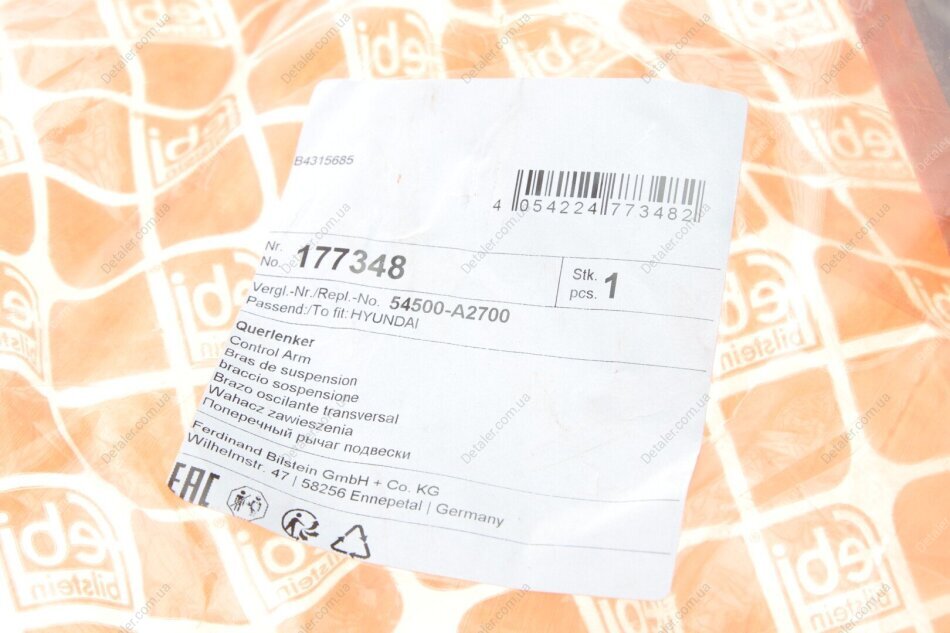 B4315685
4 054224 773482
Nr.
No. 177348
Stk.
pcs. 1
Vergl.-Nr./Repl.-No. 54500-A2700
Passend:/To fit: HYUNDAI
Querlenker
Control Arm
Bras de suspension
braccio sospensione
Brazo oscilante transversal
Wahacz zawieszenia
Поперечный рычаг подвески
Ferdinand Bilstein GmbH + Co. KG
Wilhelmstr. 47 | 58256 Ennepetal | Germany
EAC
febi
bilstein
Detaler.com.ua